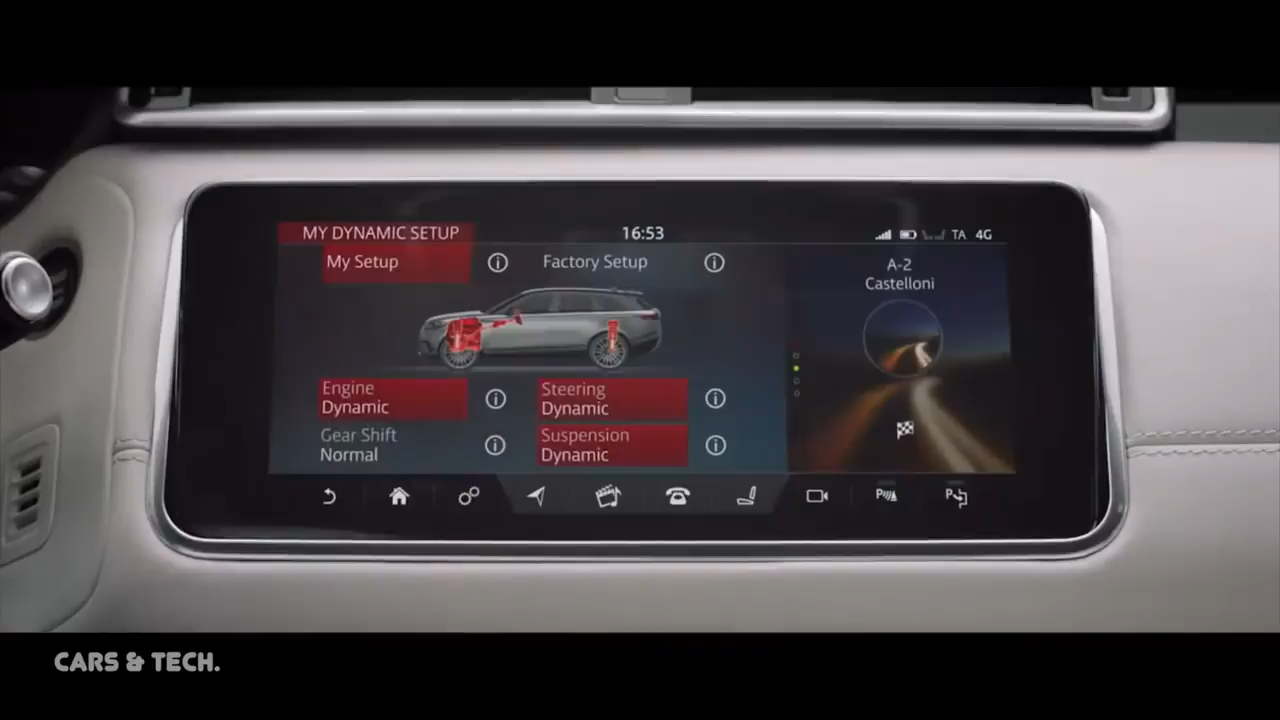 MY DYNAMIC SETUP
16:53
TA 4G
My Setup
Factory Setup
A-2
Castelloni
Engine
Dynamic
Steering
Dynamic
Gear Shift
Normal
Suspension
Dynamic
CARS & TECH.